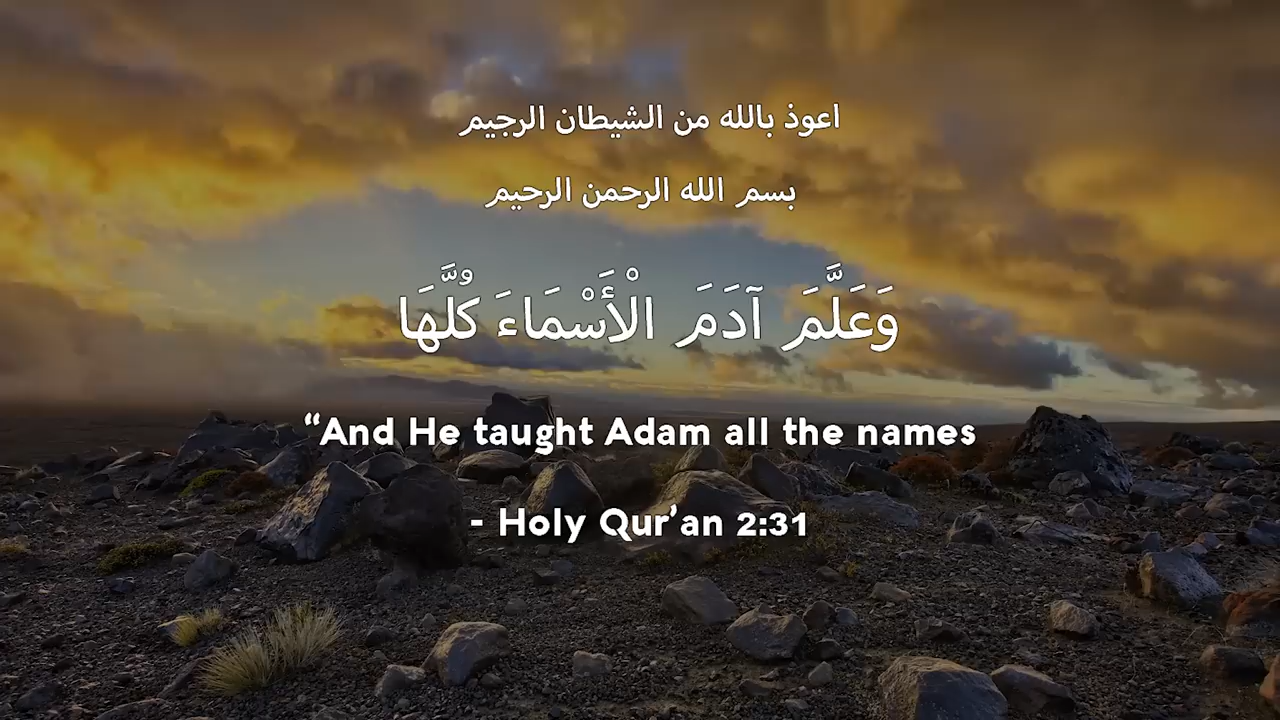 اعوذ بالله من الشيطان الرجيم
بسم الله الرحمن الرحيم
وَعَلَّمَ آدَمَ الْأَسْمَاءَ كُلَّهَا
“And He taught Adam all the names
- Holy Qur’an 2:31